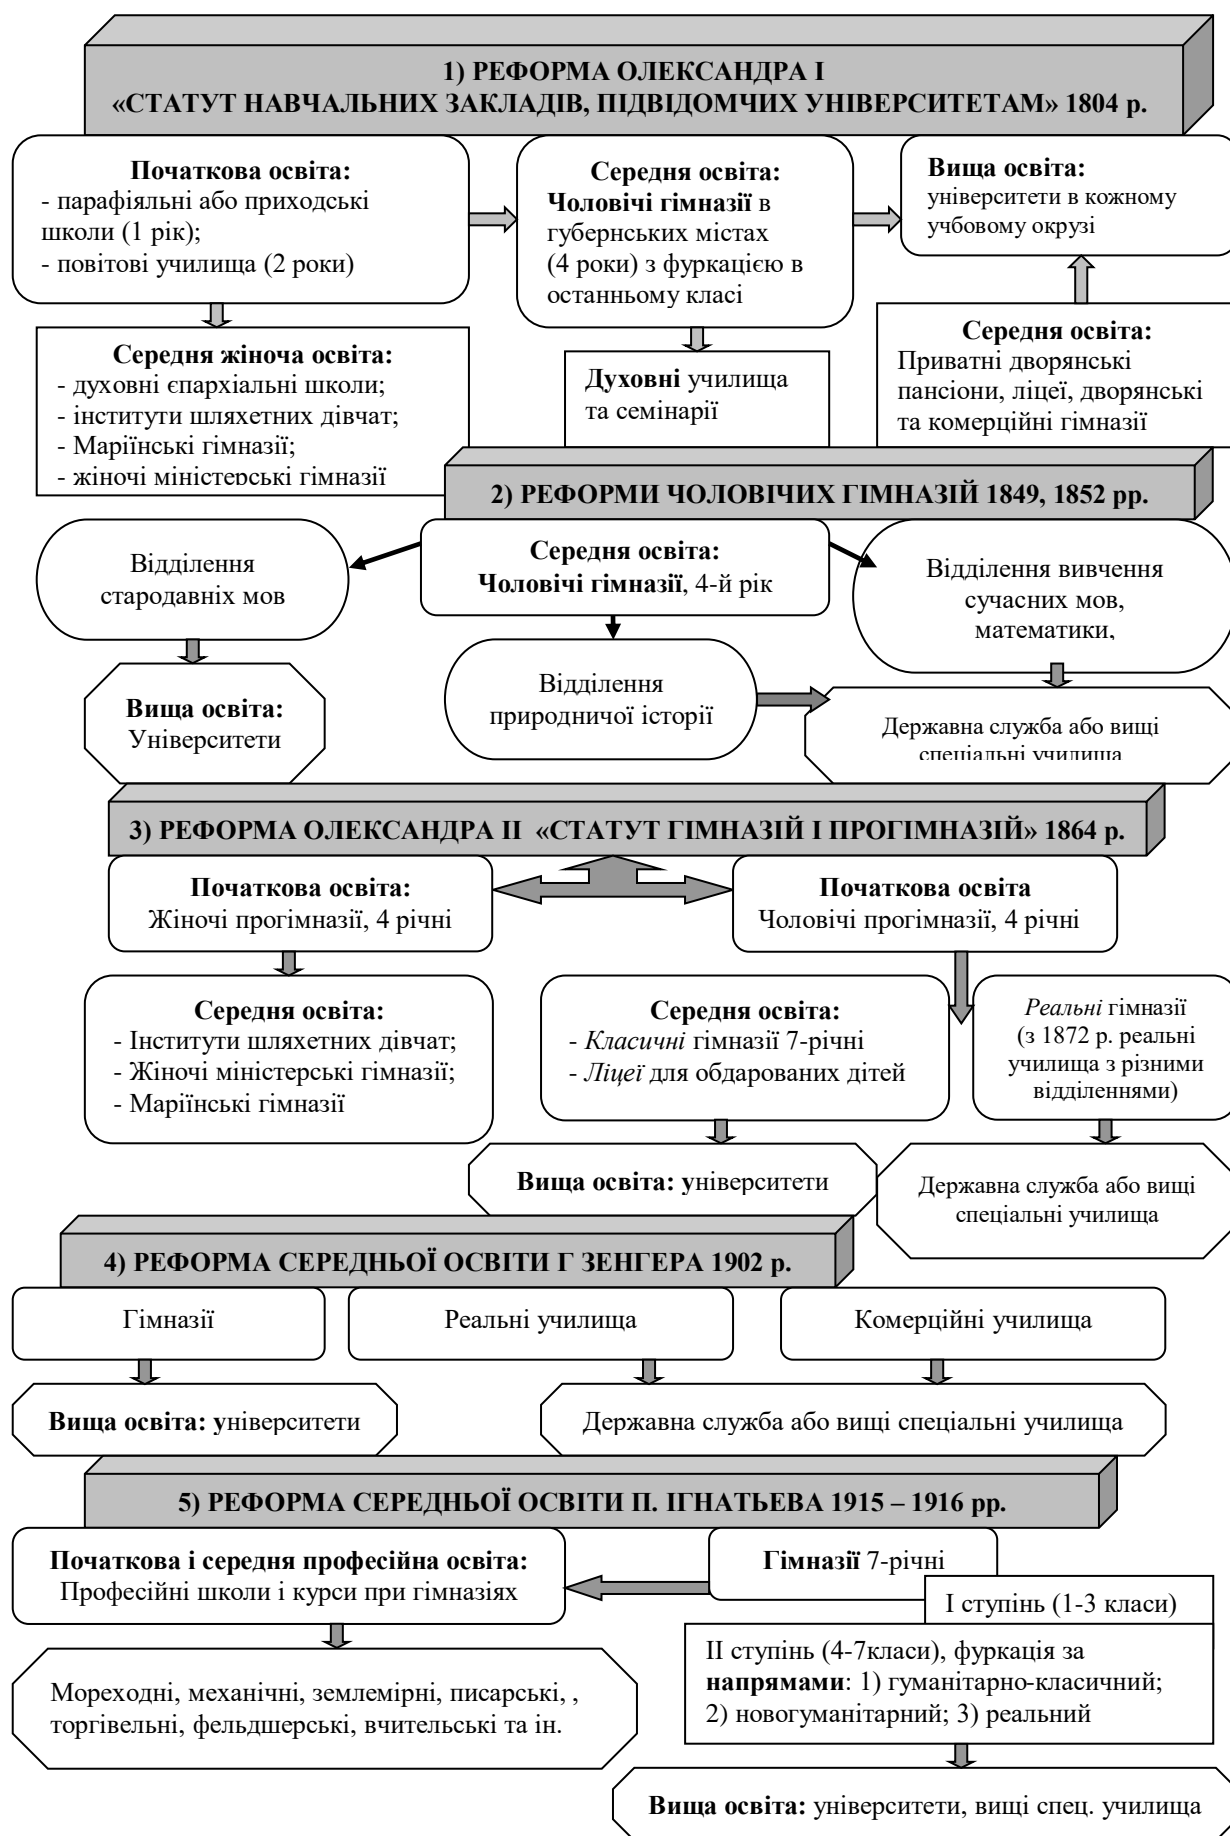 1) РЕФОРМА ОЛЕКСАНДРА І
«СТАТУТ НАВЧАЛЬНИХ ЗАКЛАДІВ, ПІДВІДОМЧИХ УНІВЕРСИТЕТАМ» 1804 р.
Початкова освіта:
- парафіяльні або приходські
школи (1 рік);
- повітові училища (2 роки)
Середня освіта:
Чоловічі гімназії в
губернських містах
(4 роки) з фуркацією в
останньому класі
Вища освіта:
університети в кожному
учбовому окрузі
Середня жіноча освіта:
- духовні єпархіальні школи;
- інститути шляхетних дівчат;
- Маріїнські гімназії;
- жіночі міністерські гімназії
Духовні училища
та семінарії
Середня освіта:
Приватні дворянські
пансіони, ліцеї, дворянські
та комерційні гімназії
2) РЕФОРМИ ЧОЛОВІЧИХ ГІМНАЗІЙ 1849, 1852 рр.
Відділення
стародавніх мов
Середня освіта:
Чоловічі гімназії, 4-й рік
Відділення вивчення
сучасних мов,
математики,
Вища освіта:
Університети
Відділення
природничої історії
Державна служба або вищі
спеціальні училища
3) РЕФОРМА ОЛЕКСАНДРА ІІ «СТАТУТ ГІМНАЗІЙ І ПРОГІМНАЗІЙ» 1864 р.
Початкова освіта:
Жіночі прогімназії, 4 річні
Початкова освіта
Чоловічі прогімназії, 4 річні
Середня освіта:
- Інститути шляхетних дівчат;
- Жіночі міністерські гімназії;
- Маріїнські гімназії
Середня освіта:
- Класичні гімназії 7-річні
- Ліцеї для обдарованих дітей
Реальні гімназії
(з 1872 р. реальні
училища з різними
відділеннями)
Вища освіта: університети
Державна служба або вищі
спеціальні училища
4) РЕФОРМА СЕРЕДНЬОЇ ОСВІТИ Г ЗЕНГЕРА 1902 р.
Гімназії
Реальні училища
Комерційні училища
Вища освіта: університети
Державна служба або вищі спеціальні училища
5) РЕФОРМА СЕРЕДНЬОЇ ОСВІТИ П. ІГНАТЬЕВА 1915 – 1916 рр.
Початкова і середня професійна освіта:
Професійні школи і курси при гімназіях
Гімназії 7-річні
І ступінь (1-3 класи)
ІІ ступінь (4-7класи), фуркація за
напрямами: 1) гуманітарно-класичний;
2) новогуманітарний; 3) реальний
Мореходні, механічні, землемірні, писарські, ,
торгівельні, фельдшерські, вчительські та ін.
Вища освіта: університети, вищі спец. училища